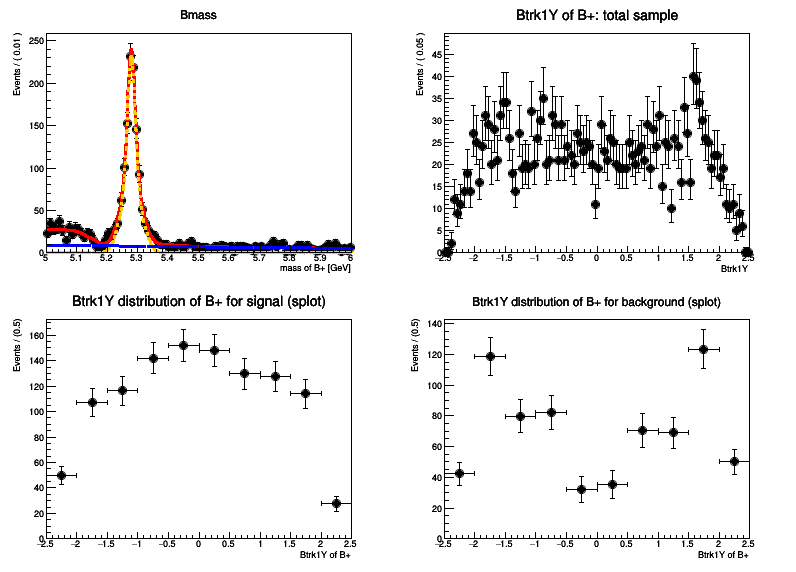 Bmass
Events / ( 0.01 )
250
200
150
100
50
0
5 5.1 5.2 5.3 5.4 5.5 5.6 5.7 5.8 5.9 6
mass of B+ [GeV]
Btrk1Y of B+: total sample
Events / ( 0.05 )
45
40
35
30
25
20
15
10
5
0
−2.5 −2 −1.5 −1 −0.5 0 0.5 1 1.5 2 2.5
Btrk1Y
Btrk1Y distribution of B+ for signal (splot)
Events / (0.5)
160
140
120
100
80
60
40
20
0
−2.5 −2 −1.5 −1 −0.5 0 0.5 1 1.5 2 2.5
Btrk1Y of B+
Btrk1Y distribution of B+ for background (splot)
Events / (0.5)
140
120
100
80
60
40
20
0
−2.5 −2 −1.5 −1 −0.5 0 0.5 1 1.5 2 2.5
Btrk1Y of B+